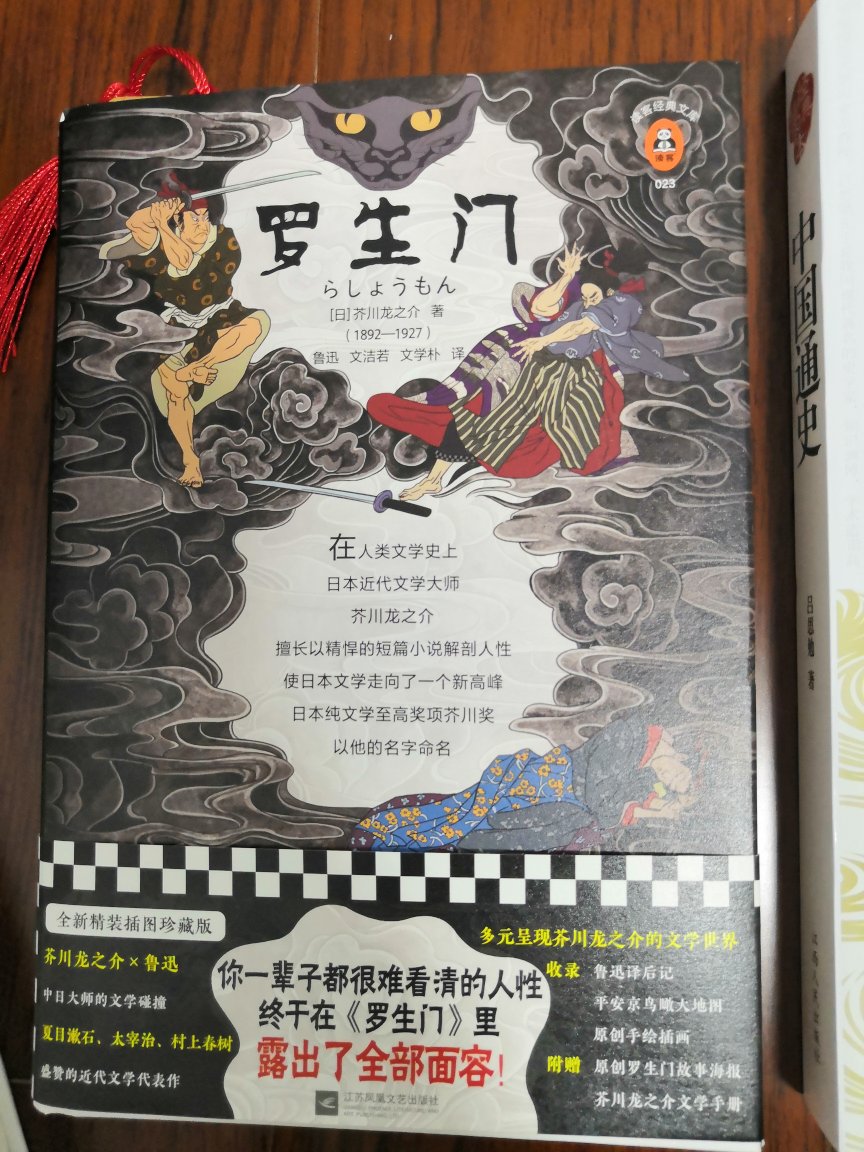 读客经典文库
读客
023
罗生门
らしょうもん
[日]芥川龙之介 著
(1892—1927)
鲁迅 文洁若 文学朴 译
在人类文学史上
日本近代文学大师
芥川龙之介
擅长以精悍的短篇小说解剖人性
使日本文学走向了一个新高峰
日本纯文学至高奖项芥川奖
以他的名字命名
全新精装插图珍藏版
芥川龙之介×鲁迅
中日大师的文学碰撞
夏目漱石、太宰治、村上春树
盛赞的近代文学代表作
你一辈子都很难看清的人性
终于在《罗生门》里
露出了全部面容!
多元呈现芥川龙之介的文学世界
收录 鲁迅译后记
平安京鸟瞰大地图
原创手绘插画
附赠 原创罗生门故事海报
芥川龙之介文学手册
江苏凤凰文艺出版社
中国通史
吕思勉 著
江苏人民出版社